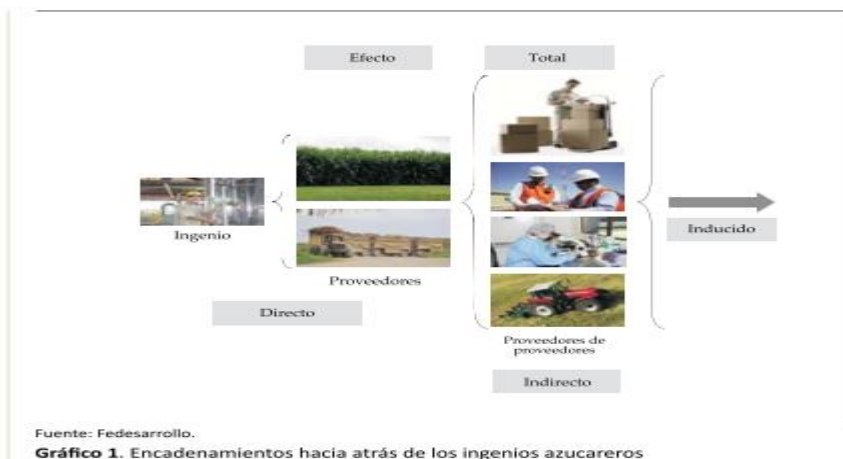 Efecto
Total
Ingenio
Proveedores
Directo
Proveedores de
proveedores
Indirecto
Inducido
Fuente: Fedesarrollo.
Gráfico 1. Encadenamientos hacia atrás de los ingenios azucareros